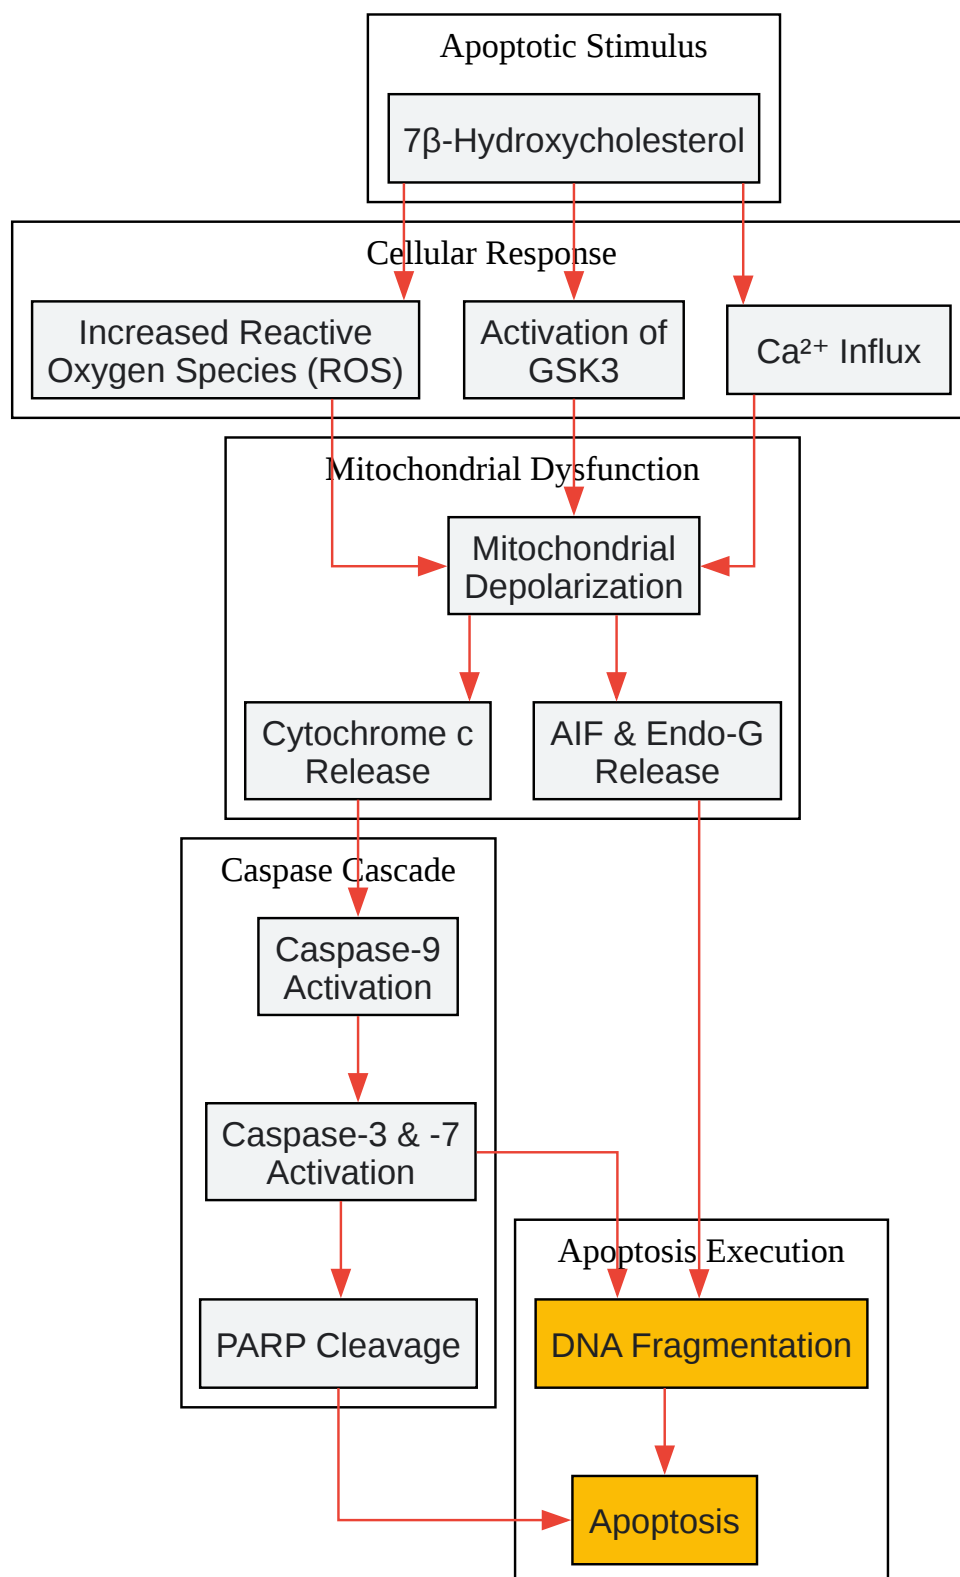 Apoptotic Stimulus
7β-Hydroxycholesterol
Cellular Response
Increased Reactive
Oxygen Species (ROS)
Activation of
GSK3
Ca²⁺ Influx
Mitochondrial Dysfunction
Mitochondrial
Depolarization
Cytochrome c
Release
AIF & Endo-G
Release
Caspase Cascade
Caspase-9
Activation
Caspase-3 & -7
Activation
PARP Cleavage
Apoptosis Execution
DNA Fragmentation
Apoptosis